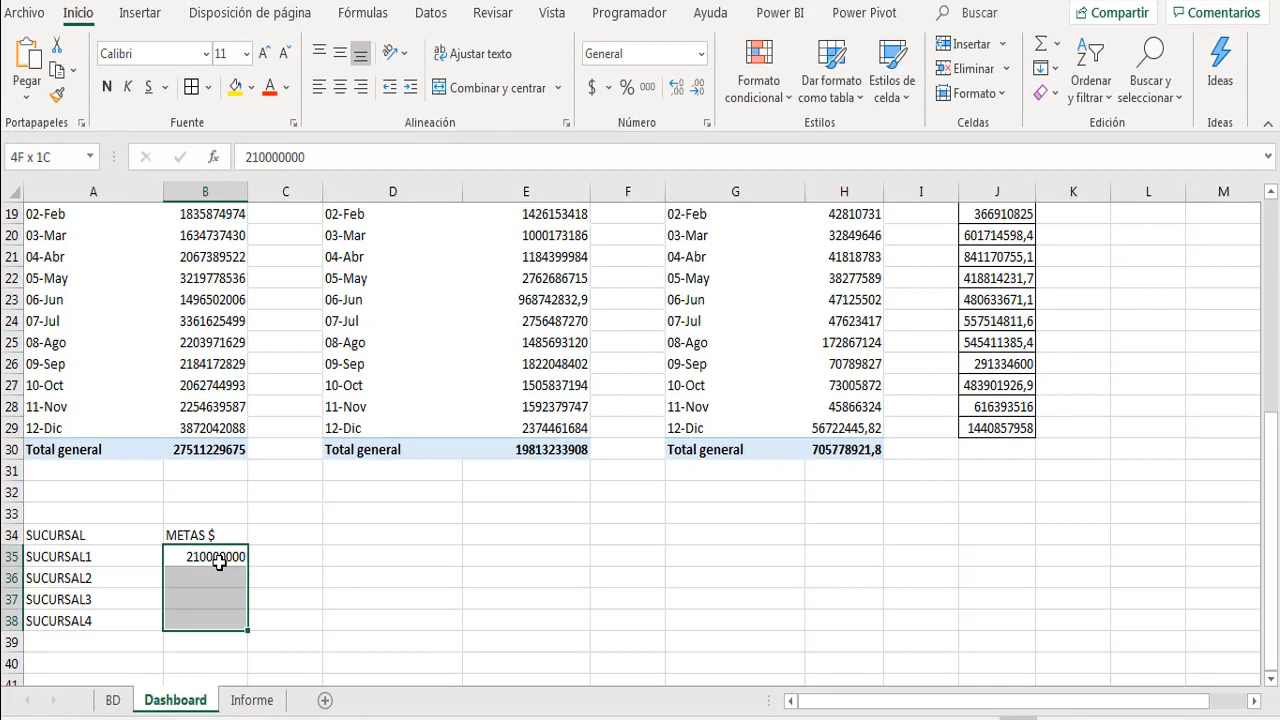 Archivo Inicio Insertar Disposición de página Fórmulas Datos Revisar Vista Programador Ayuda Power BI Power Pivot Buscar Compartir Comentarios
Calibri 11 Ajustar texto General Insertar
Pegar Formato condicional Dar formato como tabla Estilos de celda Eliminar Ordenar y filtrar Buscar y seleccionar Ideas
N K S A Combinar y centrar $ % 000 Formato
Portapapeles Fuente Alineación Número Estilos Celdas Edición Ideas
4F x 1C fx 210000000
A B C D E F G H I J K L M
19 02-Feb 1835874974 02-Feb 1426153418 02-Feb 42810731 366910825
20 03-Mar 1634737430 03-Mar 1000173186 03-Mar 32849646 601714598,4
21 04-Abr 2067389522 04-Abr 1184399984 04-Abr 41818783 841170755,1
22 05-May 3219778536 05-May 2762686715 05-May 38277589 418814231,7
23 06-Jun 1496502006 06-Jun 968742832,9 06-Jun 47125502 480633671,1
24 07-Jul 3361625499 07-Jul 2756487270 07-Jul 47623417 557514811,6
25 08-Ago 2203971629 08-Ago 1485693120 08-Ago 172867124 545411385,4
26 09-Sep 2184172829 09-Sep 1822048402 09-Sep 70789827 291334600
27 10-Oct 2062744993 10-Oct 1505837194 10-Oct 73005872 483901926,9
28 11-Nov 2254639587 11-Nov 1592379747 11-Nov 45866324 616393516
29 12-Dic 3872042088 12-Dic 2374461684 12-Dic 56722445,82 1440857958
30 Total general 27511229675 Total general 19813233908 Total general 705778921,8
31
32
33
34 SUCURSAL METAS $
35 SUCURSAL1 210000000
36 SUCURSAL2
37 SUCURSAL3
38 SUCURSAL4
39
40
41
BD Dashboard Informe